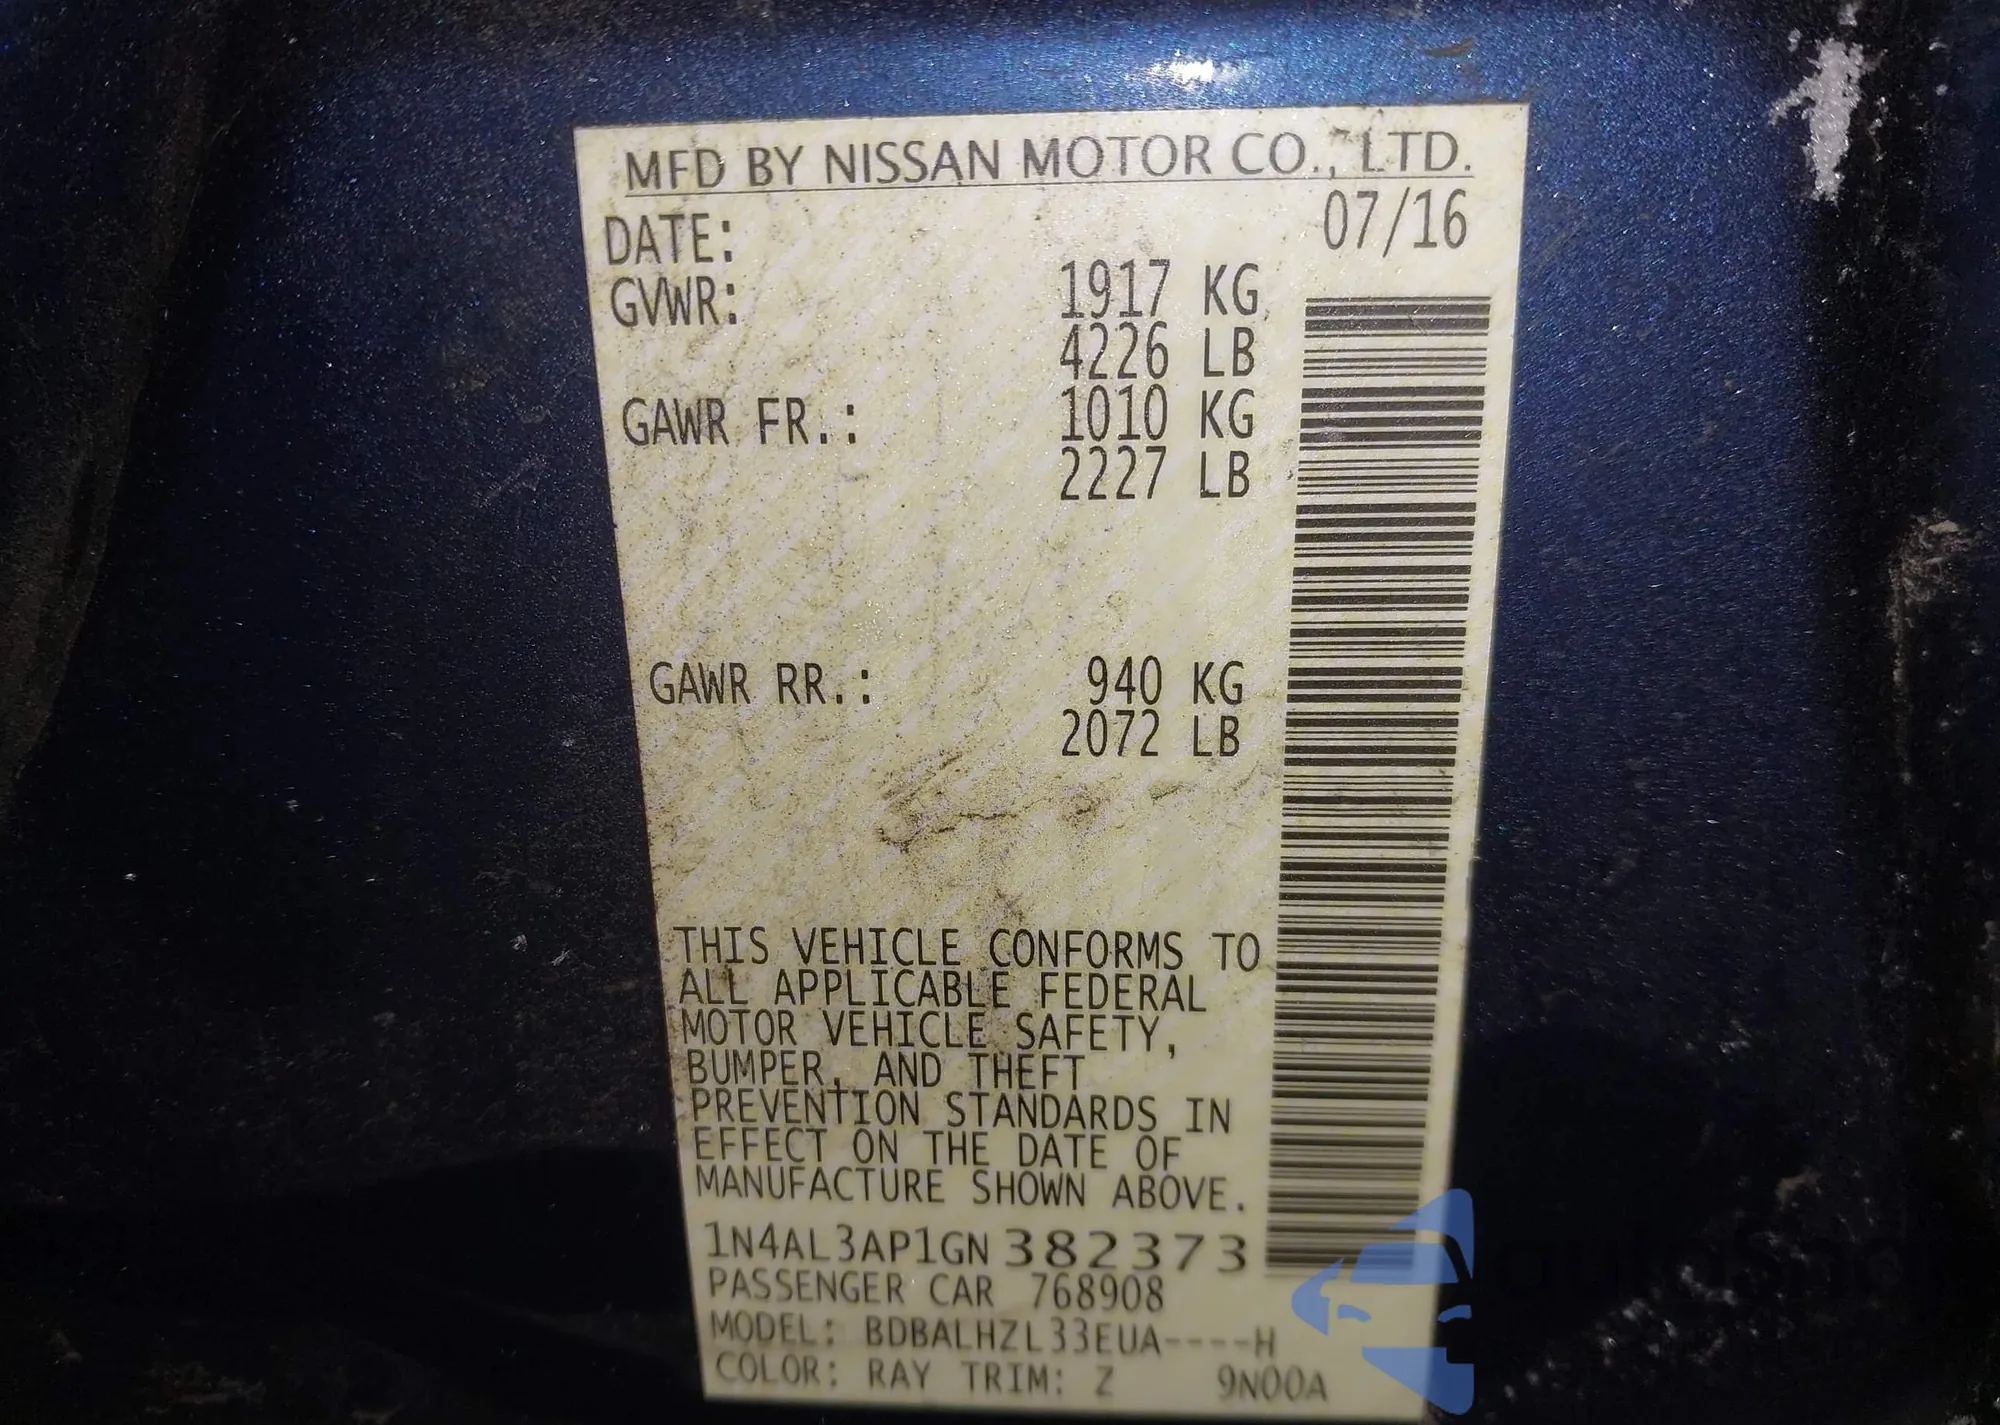 MFD BY NISSAN MOTOR CO., LTD.
DATE: 07/16
GVWR: 1917 KG
4226 LB
GAWR FR.: 1010 KG
2227 LB
GAWR RR.: 940 KG
2072 LB
THIS VEHICLE CONFORMS TO
ALL APPLICABLE FEDERAL
MOTOR VEHICLE SAFETY,
BUMPER, AND THEFT
PREVENTION STANDARDS IN
EFFECT ON THE DATE OF
MANUFACTURE SHOWN ABOVE.
1N4AL3AP1GN382373
PASSENGER CAR 768908
MODEL: BDBALHZL33EUA----H
COLOR: RAY TRIM: Z 9N00A